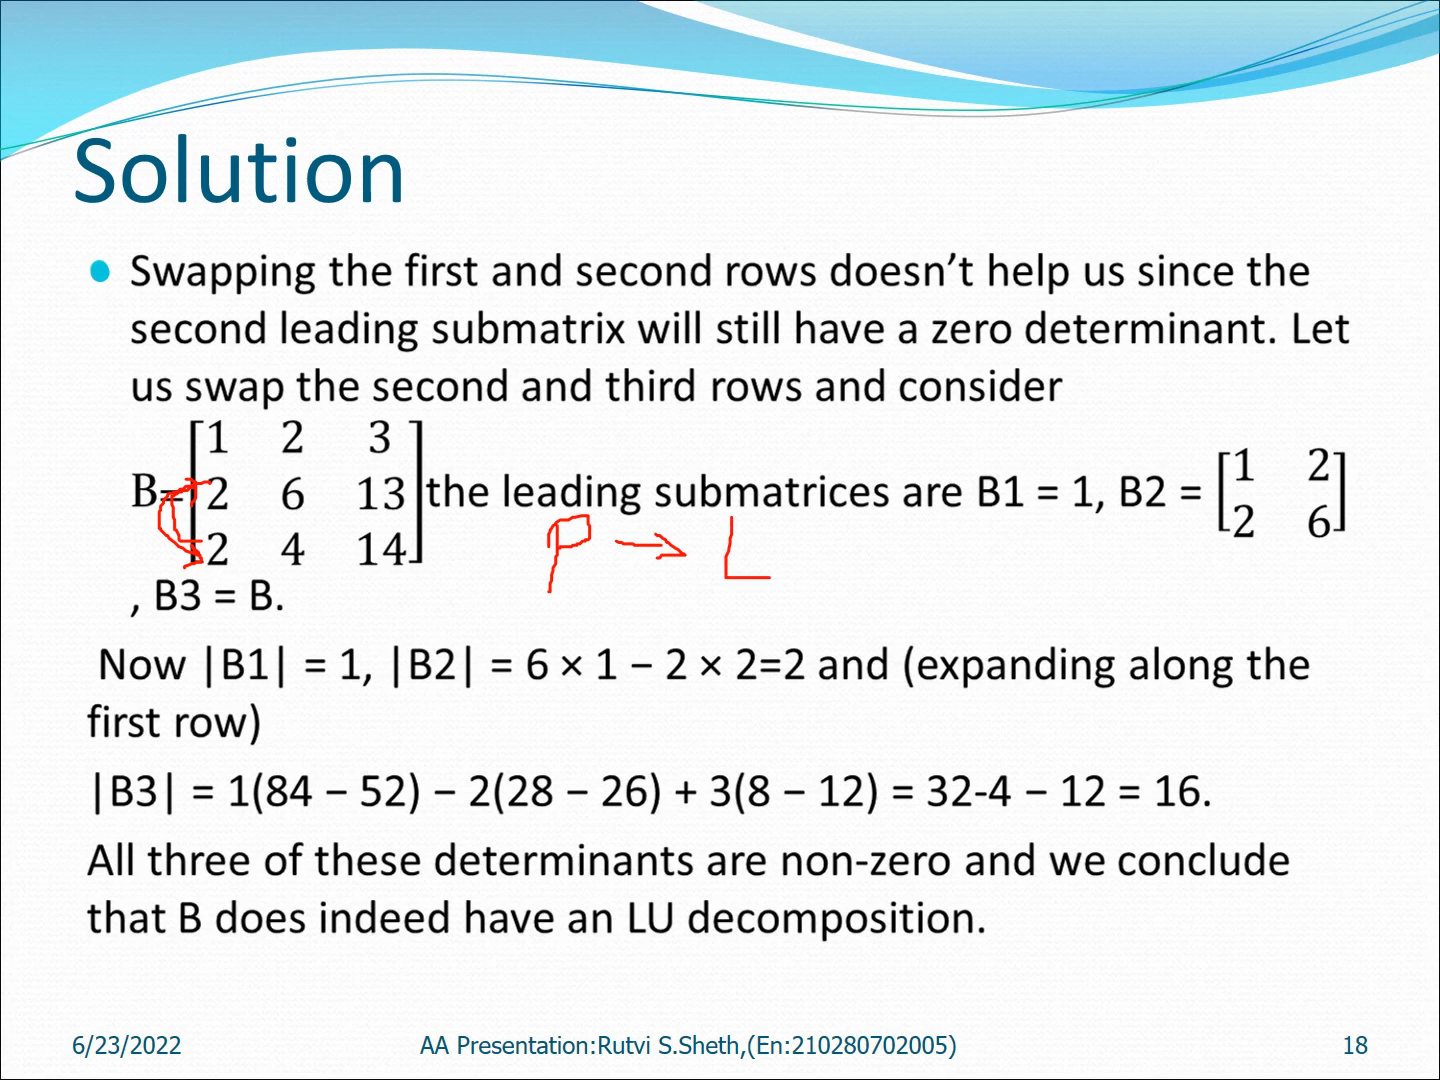 Solution
Swapping the first and second rows doesn’t help us since the
second leading submatrix will still have a zero determinant. Let
us swap the second and third rows and consider
B=[1 2 3
2 6 13
2 4 14] the leading submatrices are B1 = 1, B2 = [1 2
2 6]
P → L
, B3 = B.
Now |B1| = 1, |B2| = 6 × 1 − 2 × 2=2 and (expanding along the
first row)
|B3| = 1(84 − 52) − 2(28 − 26) + 3(8 − 12) = 32-4 − 12 = 16.
All three of these determinants are non-zero and we conclude
that B does indeed have an LU decomposition.
6/23/2022 AA Presentation:Rutvi S.Sheth,(En:210280702005) 18